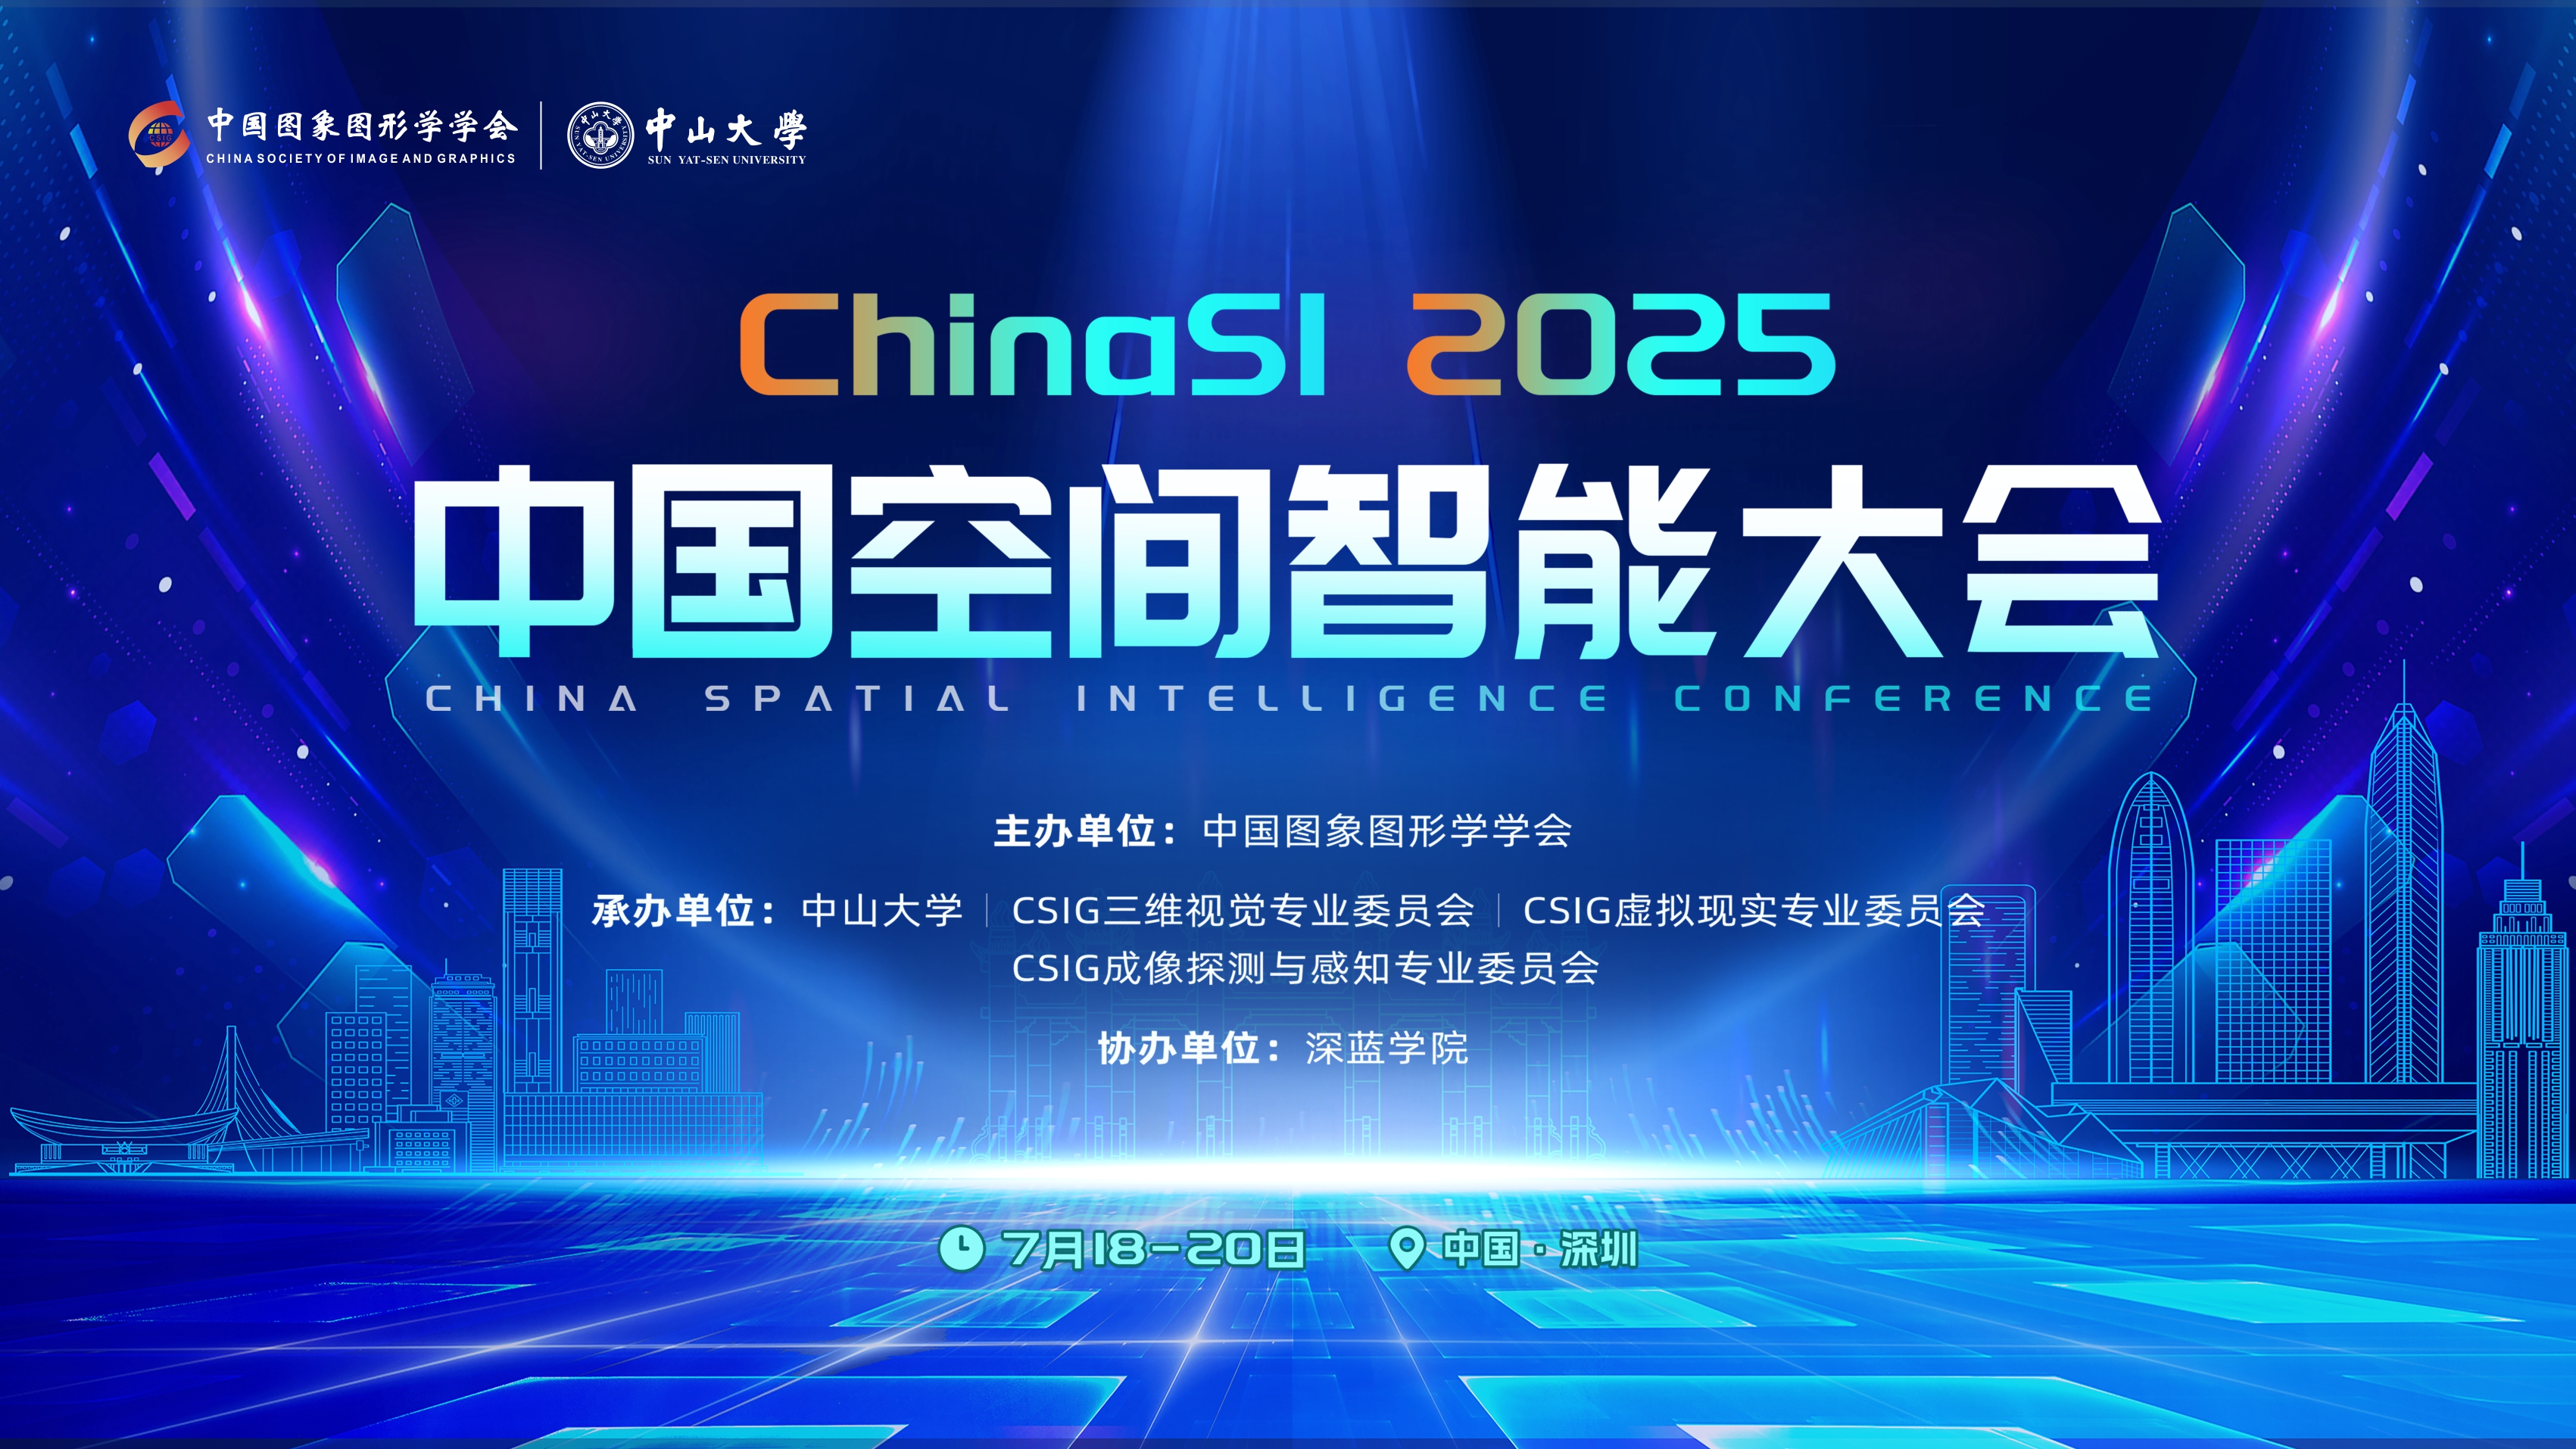 中国图象图形学学会
CHINA SOCIETY OF IMAGE AND GRAPHICS
中山大學
SUN YAT-SEN UNIVERSITY
ChinaSI 2025
中国空间智能大会
CHINA SPATIAL INTELLIGENCE CONFERENCE
主办单位：中国图象图形学学会
承办单位：中山大学｜CSIG三维视觉专业委员会｜CSIG虚拟现实专业委员会
CSIG成像探测与感知专业委员会
协办单位：深蓝学院
7月18-20日 中国·深圳